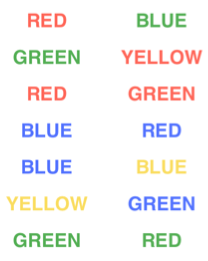 RED BLUE
GREEN YELLOW
RED GREEN
BLUE RED
BLUE BLUE
YELLOW GREEN
GREEN RED